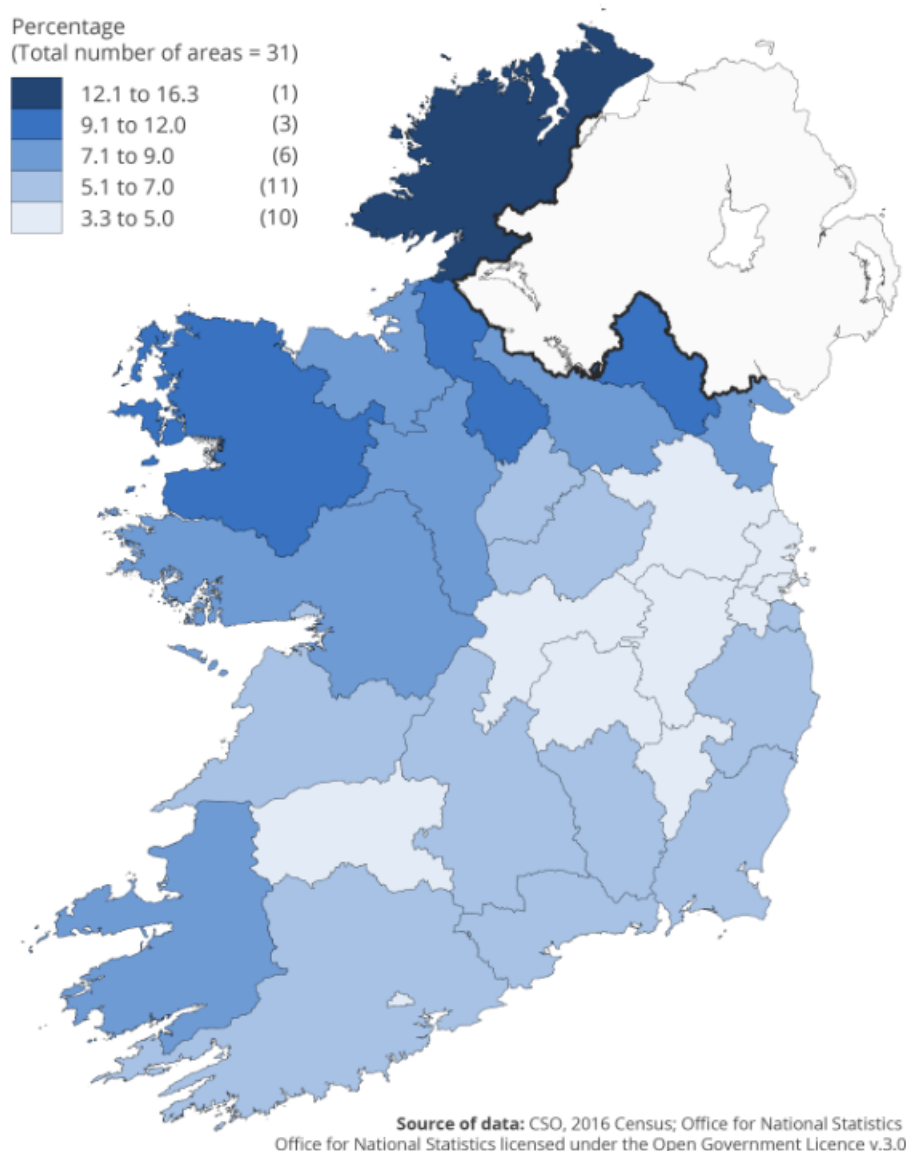 Percentage
(Total number of areas = 31)
12.1 to 16.3 (1)
9.1 to 12.0 (3)
7.1 to 9.0 (6)
5.1 to 7.0 (11)
3.3 to 5.0 (10)
Source of data: CSO, 2016 Census; Office for National Statistics
Office for National Statistics licensed under the Open Government Licence v.3.0